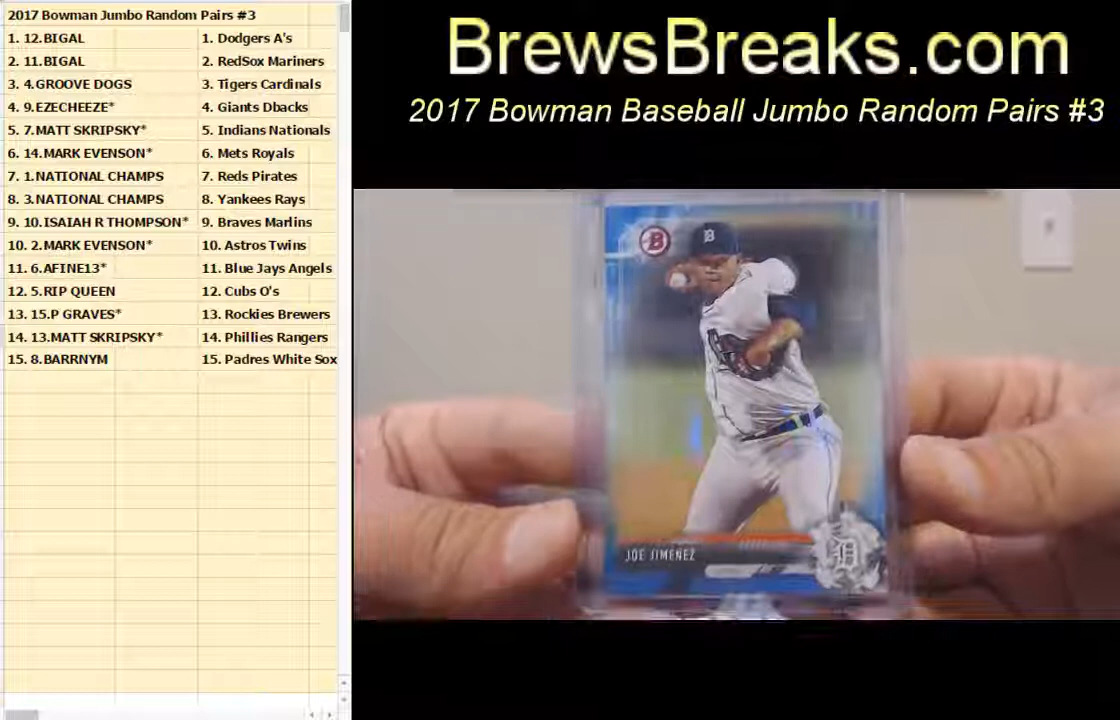 2017 Bowman Jumbo Random Pairs #3
1. 12.BIGAL 1. Dodgers A's
2. 11.BIGAL 2. RedSox Mariners
3. 4.GROOVE DOGS 3. Tigers Cardinals
4. 9.EZECHEEZE* 4. Giants Dbacks
5. 7.MATT SKRIPSKY* 5. Indians Nationals
6. 14.MARK EVENSON* 6. Mets Royals
7. 1.NATIONAL CHAMPS 7. Reds Pirates
8. 3.NATIONAL CHAMPS 8. Yankees Rays
9. 10.ISAIAH R THOMPSON* 9. Braves Marlins
10. 2.MARK EVENSON* 10. Astros Twins
11. 6.AFINE13* 11. Blue Jays Angels
12. 5.RIP QUEEN 12. Cubs O's
13. 15.P GRAVES* 13. Rockies Brewers
14. 13.MATT SKRIPSKY* 14. Phillies Rangers
15. 8.BARRNYM 15. Padres White Sox
BrewsBreaks.com
2017 Bowman Baseball Jumbo Random Pairs #3
B
D
JOE JIMENEZ
D